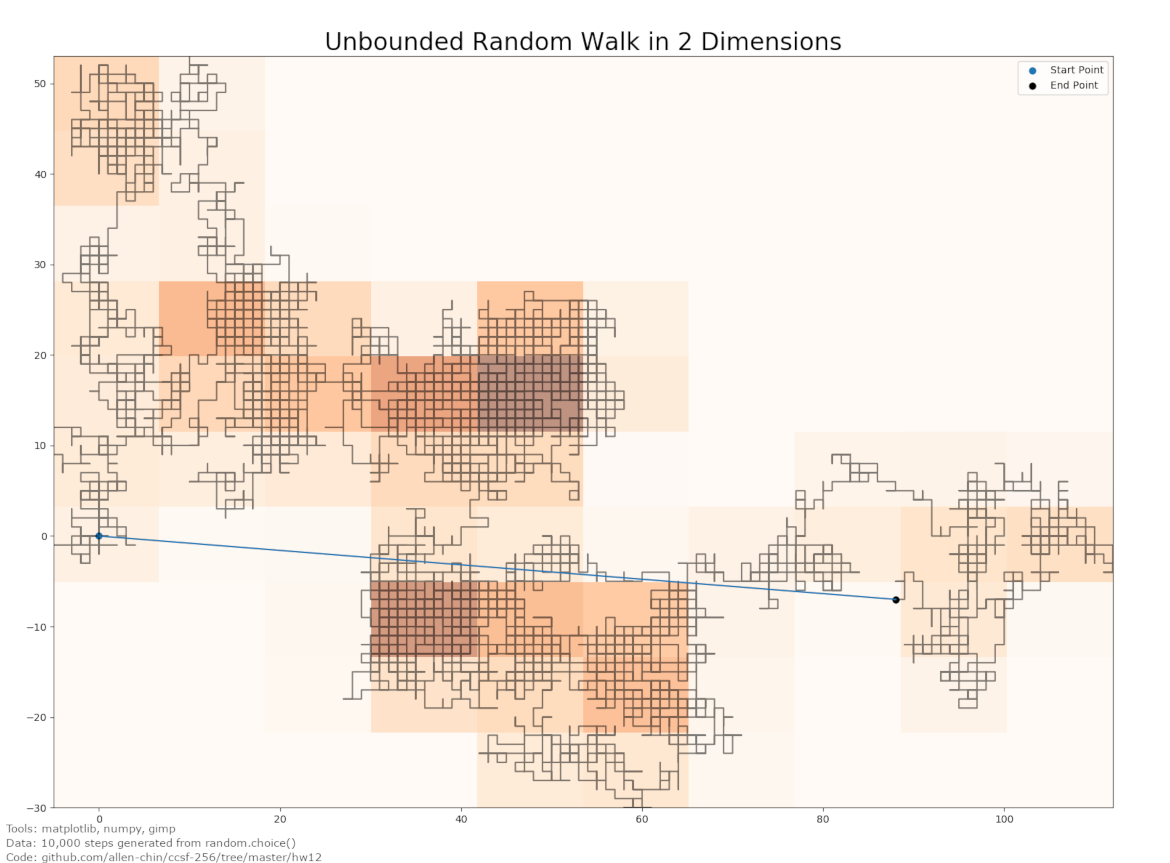 Unbounded Random Walk in 2 Dimensions
Start Point
End Point
50
40
30
20
10
0
−10
−20
−30
0
20
40
60
80
100
Tools: matplotlib, numpy, gimp
Data: 10,000 steps generated from random.choice()
Code: github.com/allen-chin/ccsf-256/tree/master/hw12